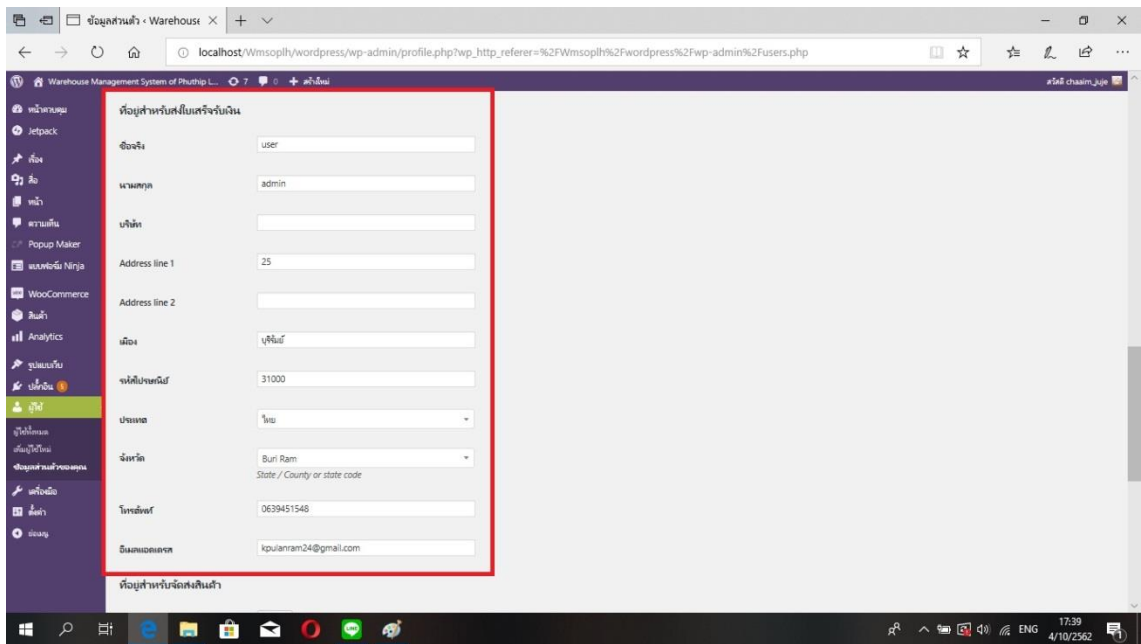 ข้อมูลส่วนตัว ‹ Warehouse
localhost/Wmsoplh/wordpress/wp-admin/profile.php?wp_http_referer=%2FWmsoplh%2Fwordpress%2Fwp-admin%2Fusers.php
Warehouse Management System of Phuthip L... 7 0 + สร้างใหม่
สวัสดี chasim_juje
หน้าควบคุม
Jetpack
เรื่อง
สื่อ
หน้า
ความเห็น
Popup Maker
แบบฟอร์ม Ninja
WooCommerce
สินค้า
Analytics
รูปแบบเว็บ
ปลั๊กอิน 5
ผู้ใช้
ผู้ใช้ทั้งหมด
เพิ่มผู้ใช้ใหม่
ข้อมูลส่วนตัวของคุณ
เครื่องมือ
ตั้งค่า
ย่อเมนู
ที่อยู่สำหรับส่งใบเสร็จรับเงิน
ชื่อจริง user
นามสกุล admin
บริษัท
Address line 1 25
Address line 2
เมือง บุรีรัมย์
รหัสไปรษณีย์ 31000
ประเทศ ไทย
จังหวัด Buri Ram
State / County or state code
โทรศัพท์ 0639451548
อีเมลแอดเดรส kpuianram24@gmail.com
ที่อยู่สำหรับจัดส่งสินค้า
ENG
17:39
4/10/2562